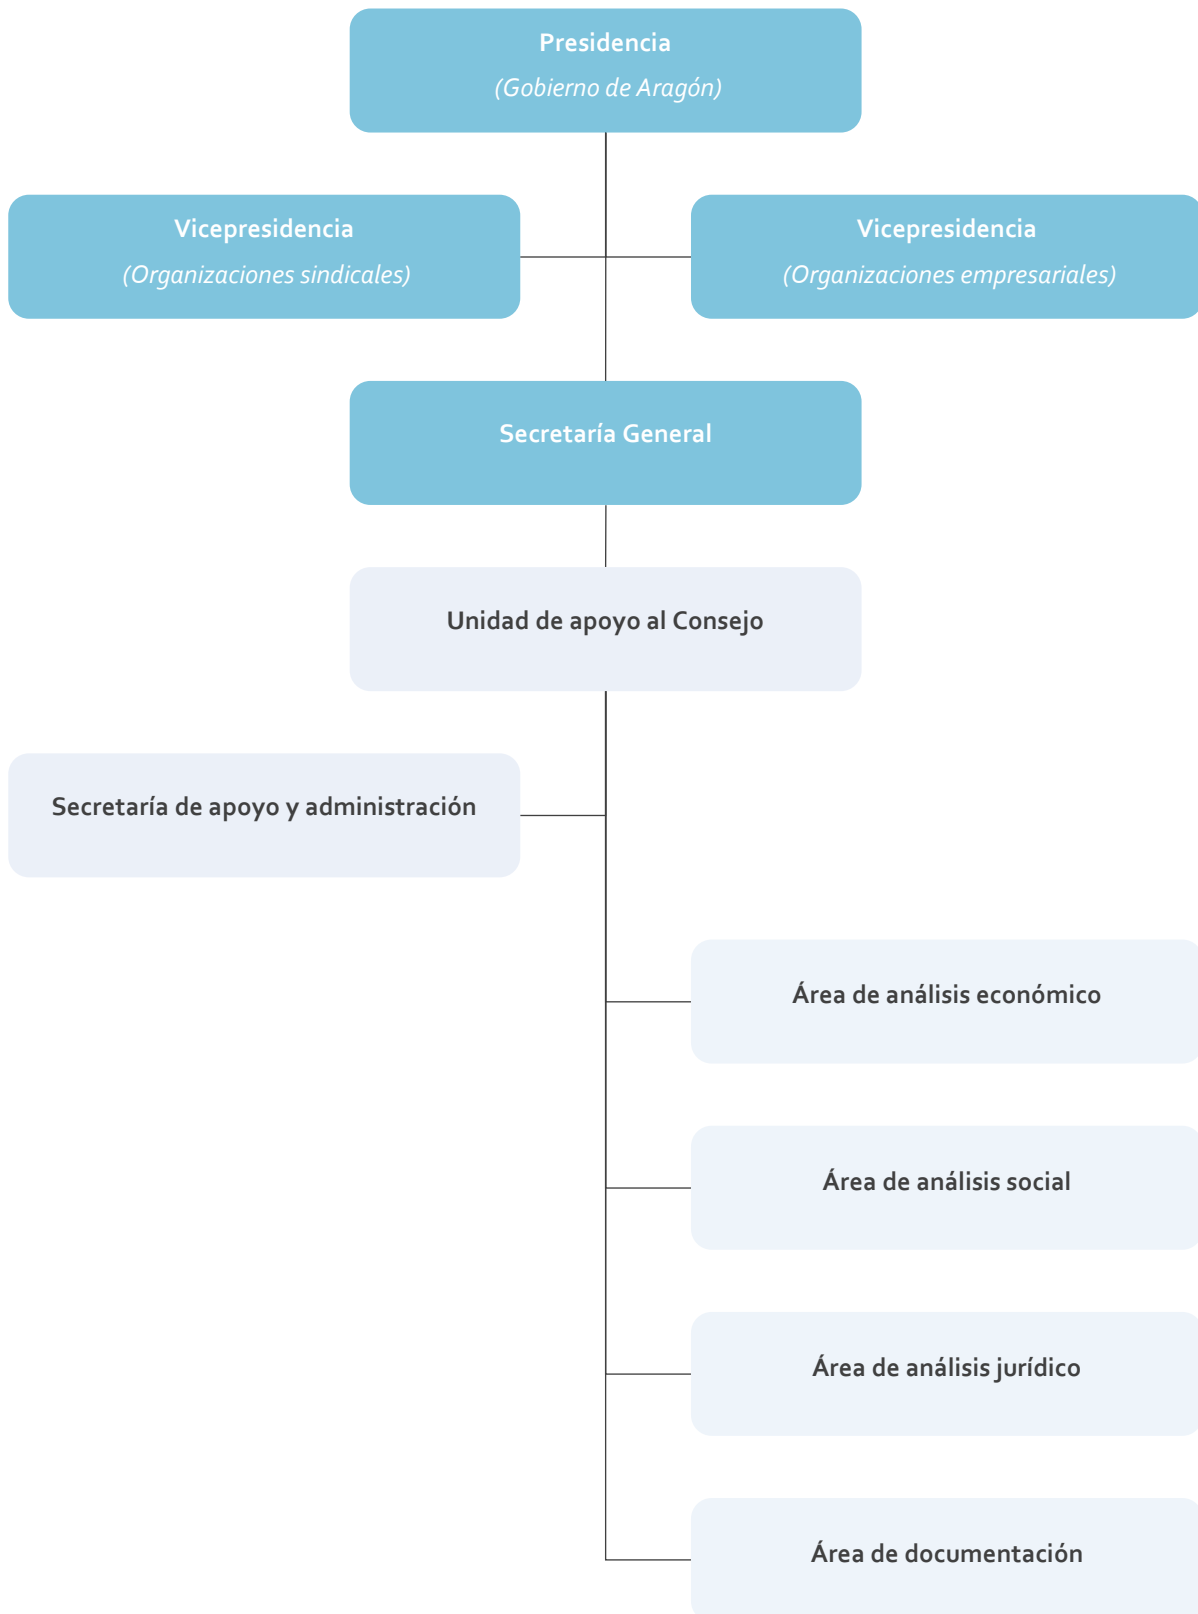 Presidencia
(Gobierno de Aragón)
Vicepresidencia
(Organizaciones sindicales)
Vicepresidencia
(Organizaciones empresariales)
Secretaría General
Unidad de apoyo al Consejo
Secretaría de apoyo y administración
Área de análisis económico
Área de análisis social
Área de análisis jurídico
Área de documentación